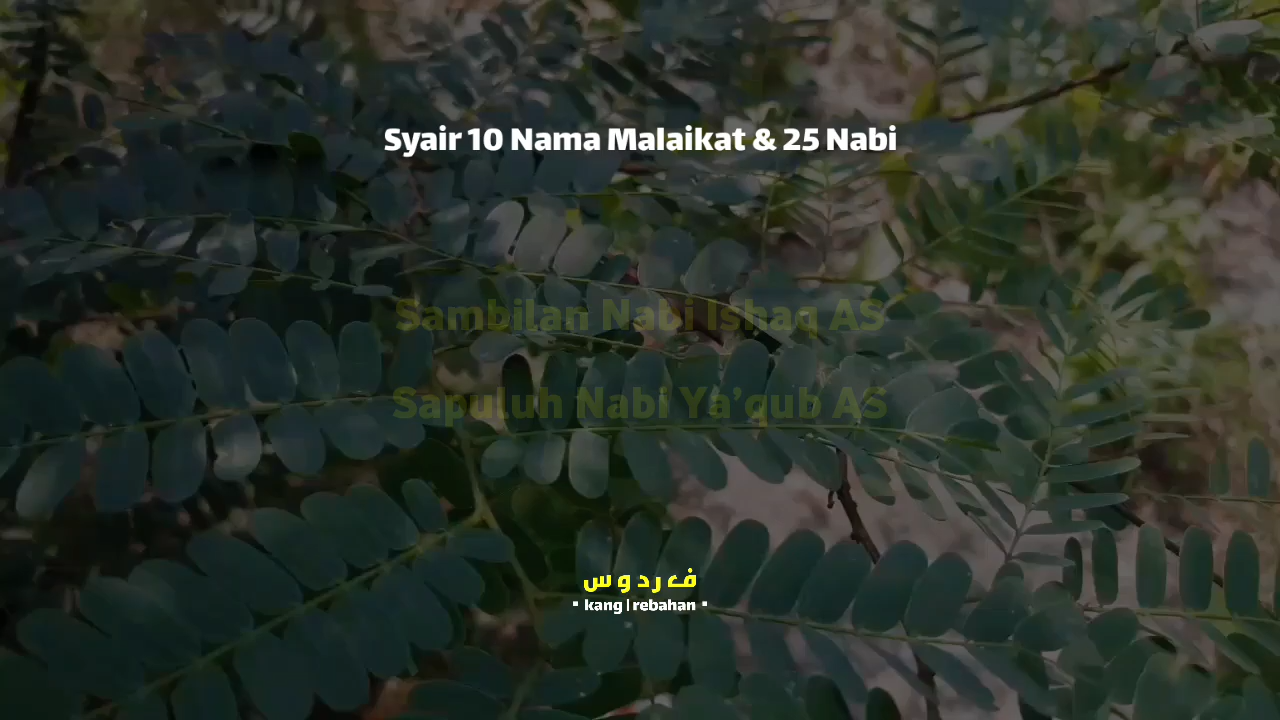 Syair 10 Nama Malaikat & 25 Nabi
Sambilan Nabi Ishaq AS
Sapuluh Nabi Ya’qub AS
ف ر د و س
kang | rebahan